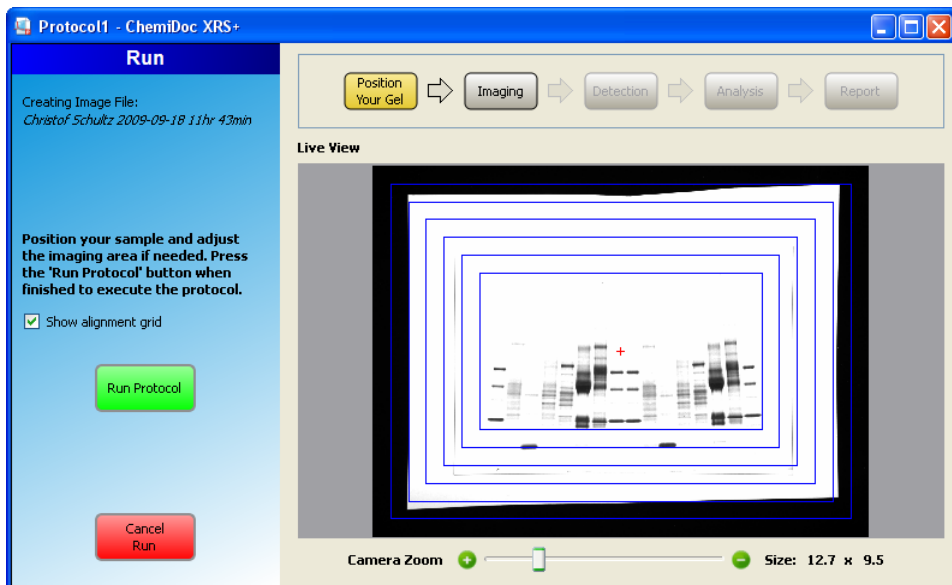 Protocol1 - ChemiDoc XRS+
Run
Creating Image File:
Christof Schultz 2009-09-18 11hr 43min
Position your sample and adjust
the imaging area if needed. Press
the 'Run Protocol' button when
finished to execute the protocol.
Show alignment grid
Run Protocol
Cancel
Run
Position
Your Gel
Imaging
Detection
Analysis
Report
Live View
Camera Zoom
Size: 12.7 x 9.5